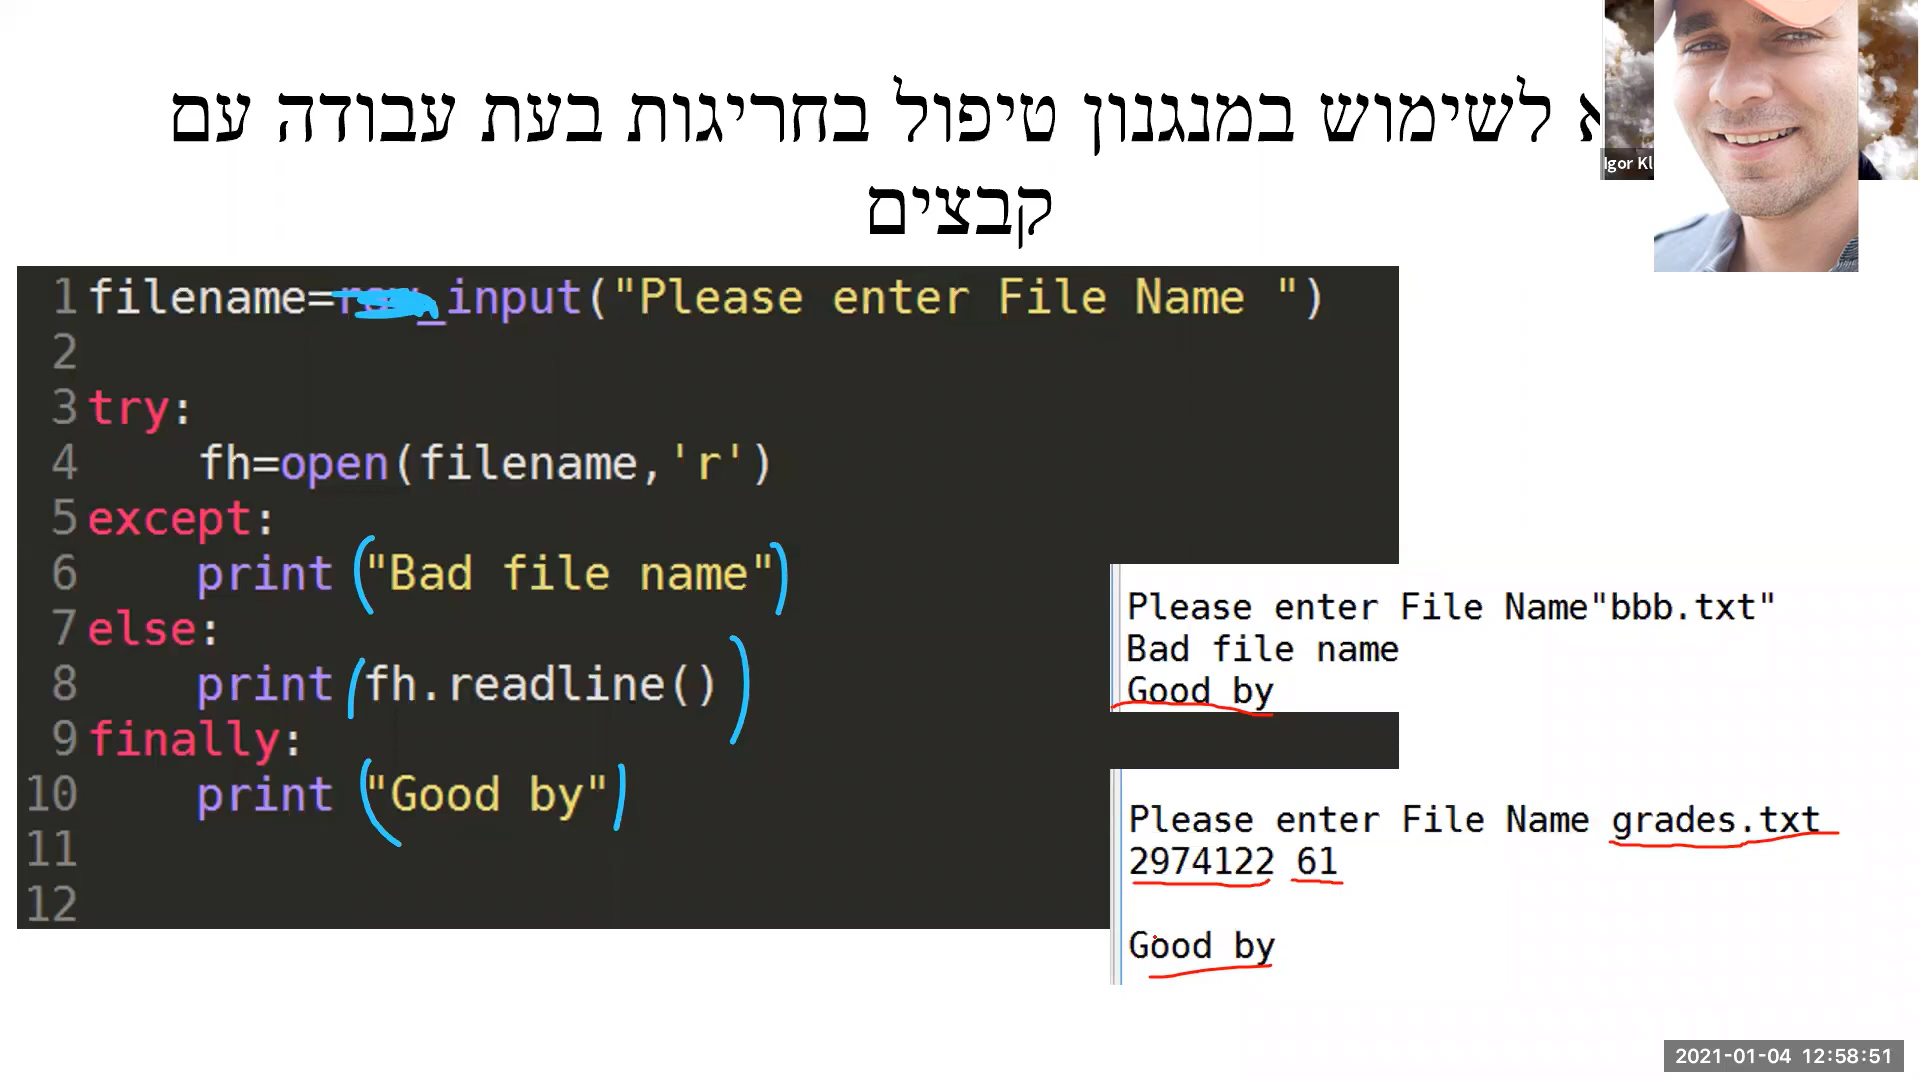 א לשימוש במנגנון טיפול בחריגות בעת עבודה עם
קבצים
Igor Kl
1 filename=raw_input("Please enter File Name ")
2
3 try:
4     fh=open(filename,'r')
5 except:
6     print ("Bad file name")
7 else:
8     print (fh.readline())
9 finally:
10     print ("Good by")
11
12
Please enter File Name"bbb.txt"
Bad file name
Good by
Please enter File Name grades.txt
2974122 61
Good by
2021-01-04 12:58:51